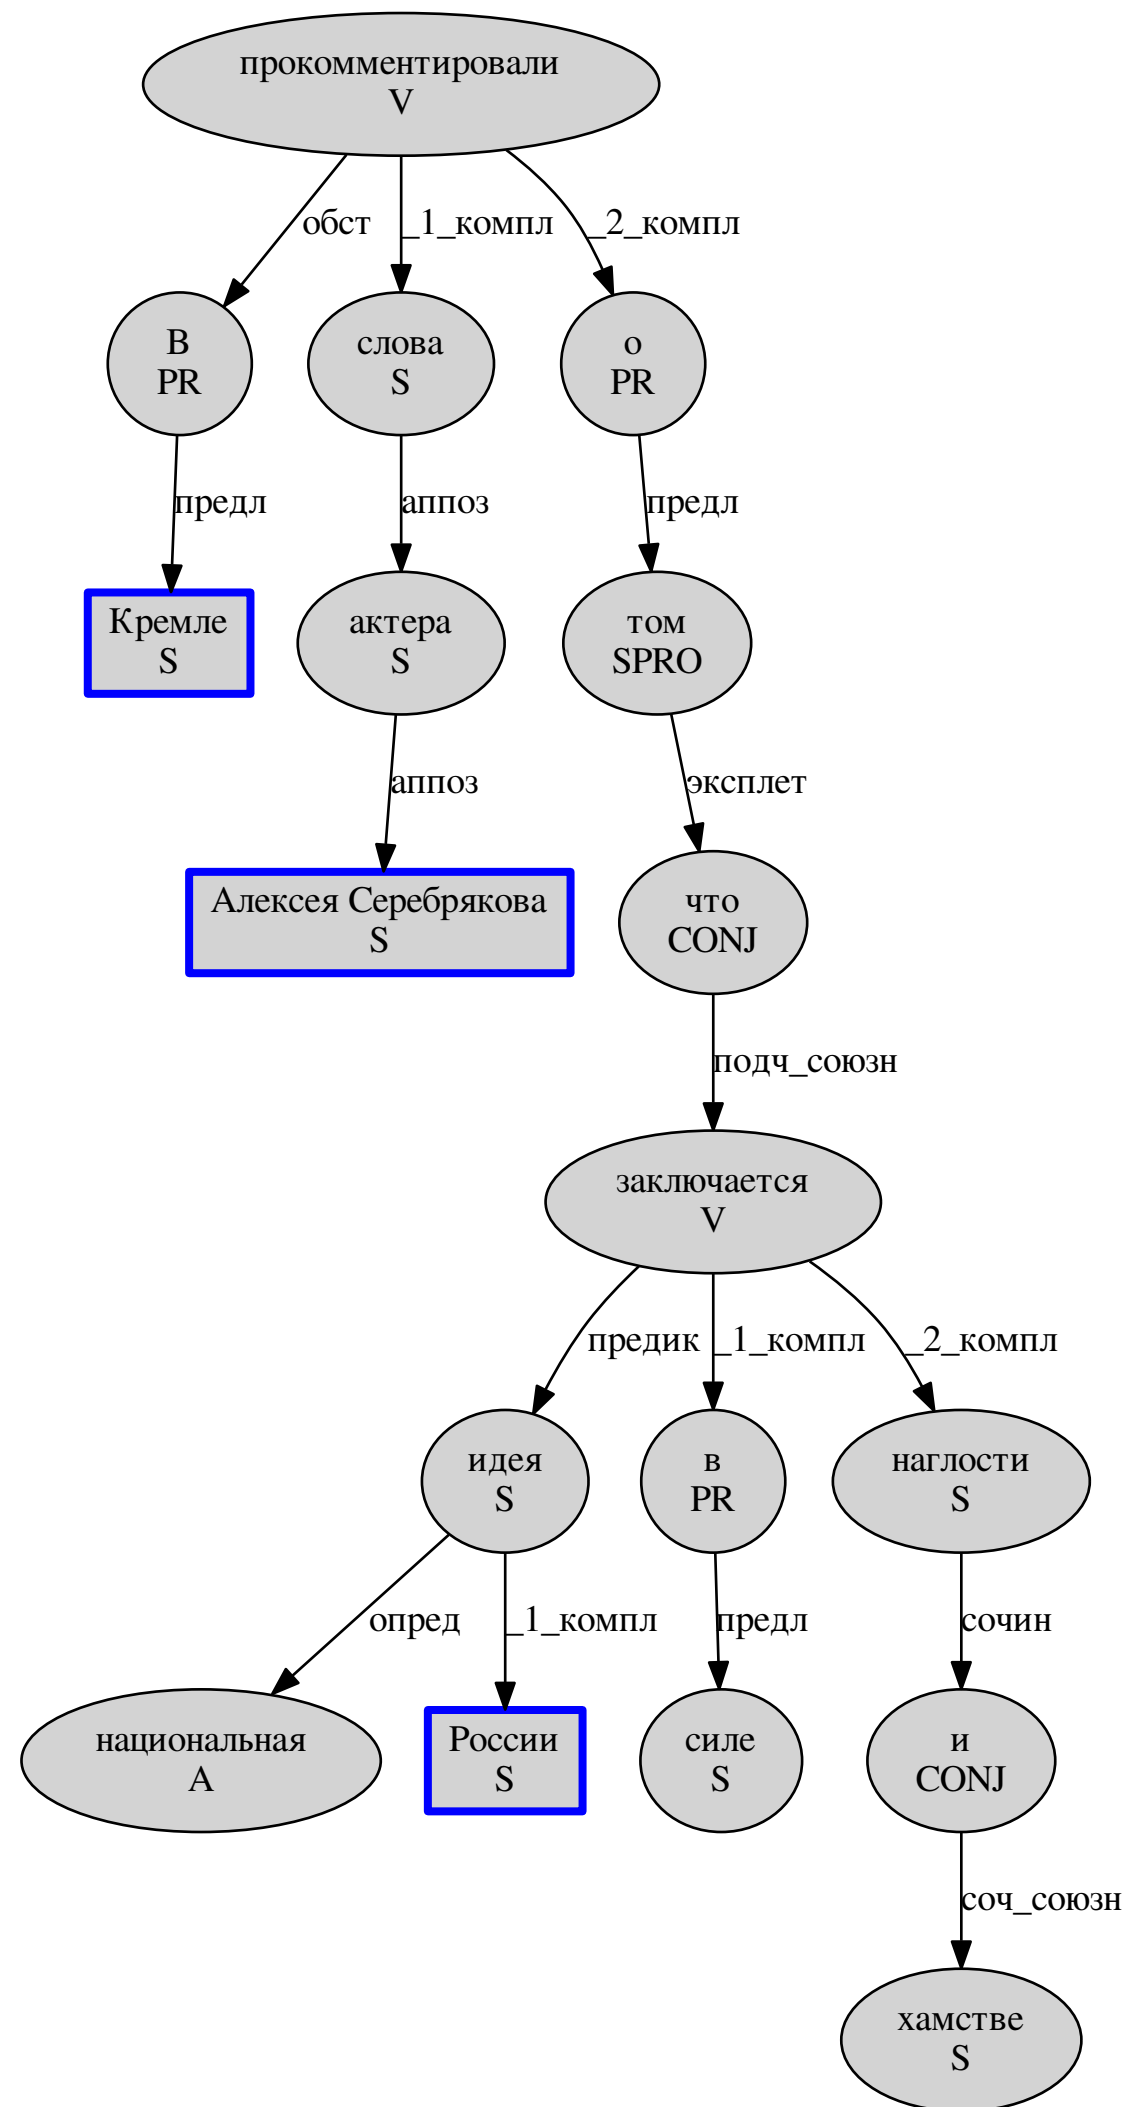 прокомментировали
V
обст
_1_компл
_2_компл
В
PR
слова
S
о
PR
предл
аппоз
предл
Кремле
S
актера
S
том
SPRO
аппоз
эксплет
Алексея Серебрякова
S
что
CONJ
подч_союзн
заключается
V
предик
_1_компл
_2_компл
идея
S
в
PR
наглости
S
опред
_1_компл
предл
сочин
национальная
A
России
S
силе
S
и
CONJ
соч_союзн
хамстве
S